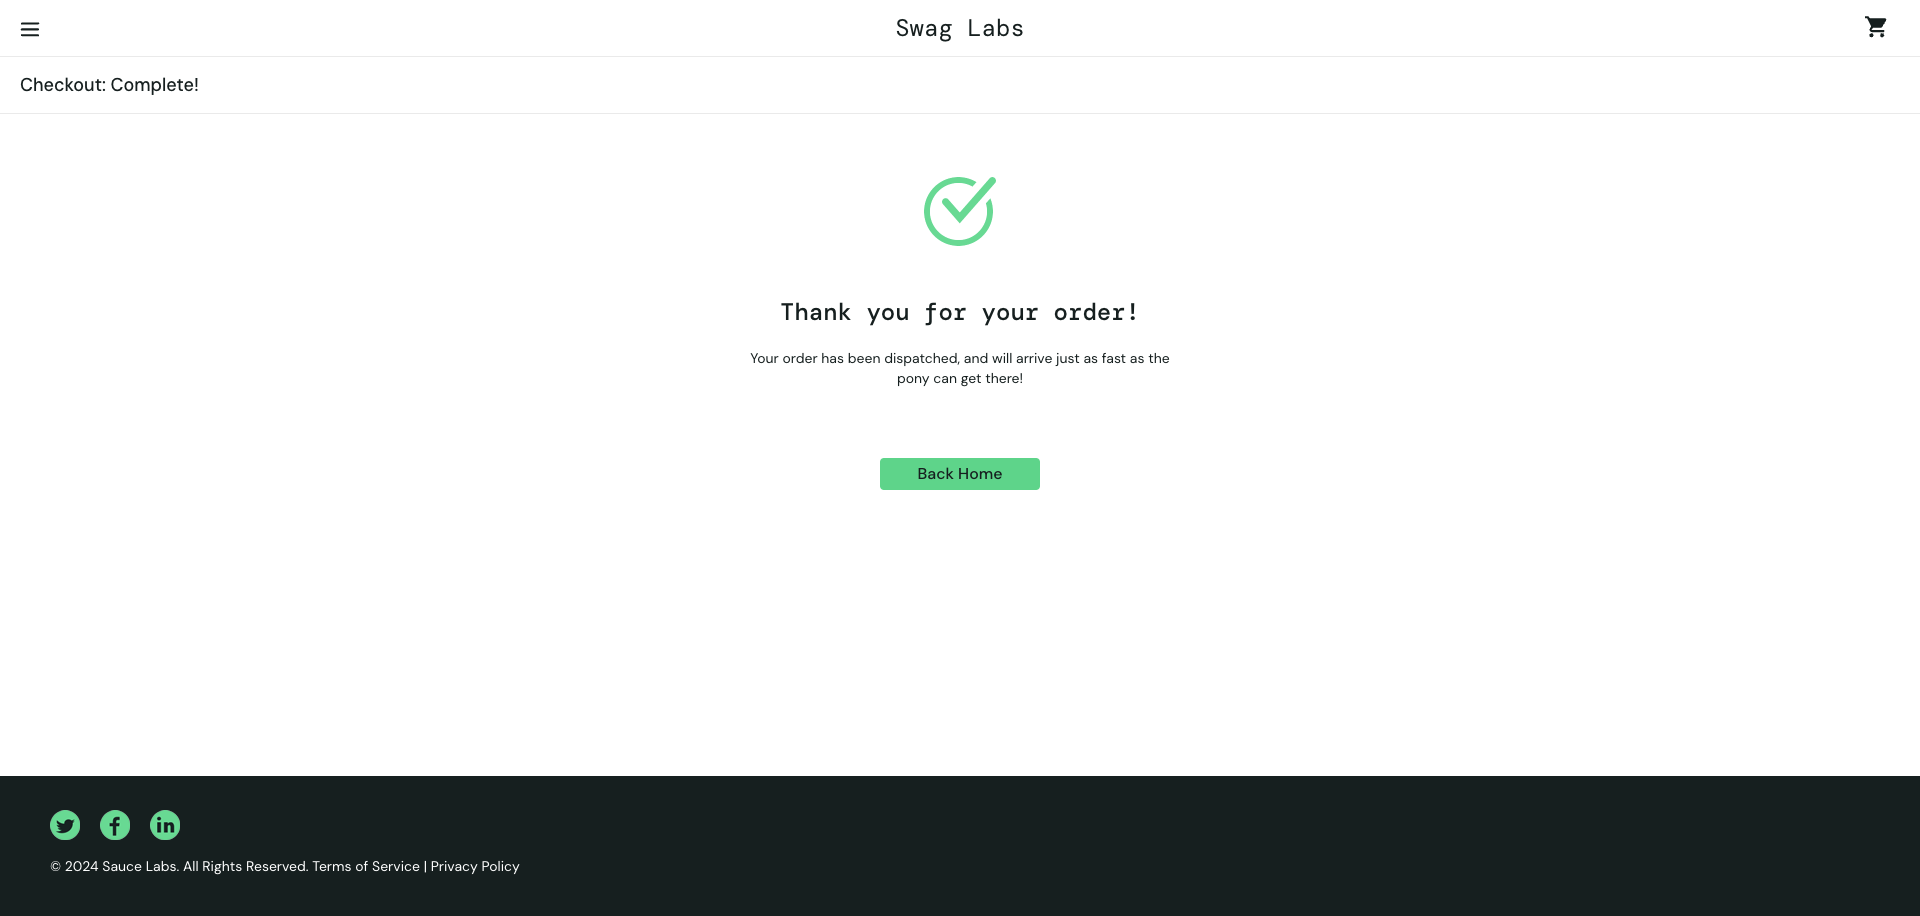 Swag Labs
Checkout: Complete!
Thank you for your order!
Your order has been dispatched, and will arrive just as fast as the
pony can get there!
Back Home
© 2024 Sauce Labs. All Rights Reserved. Terms of Service | Privacy Policy